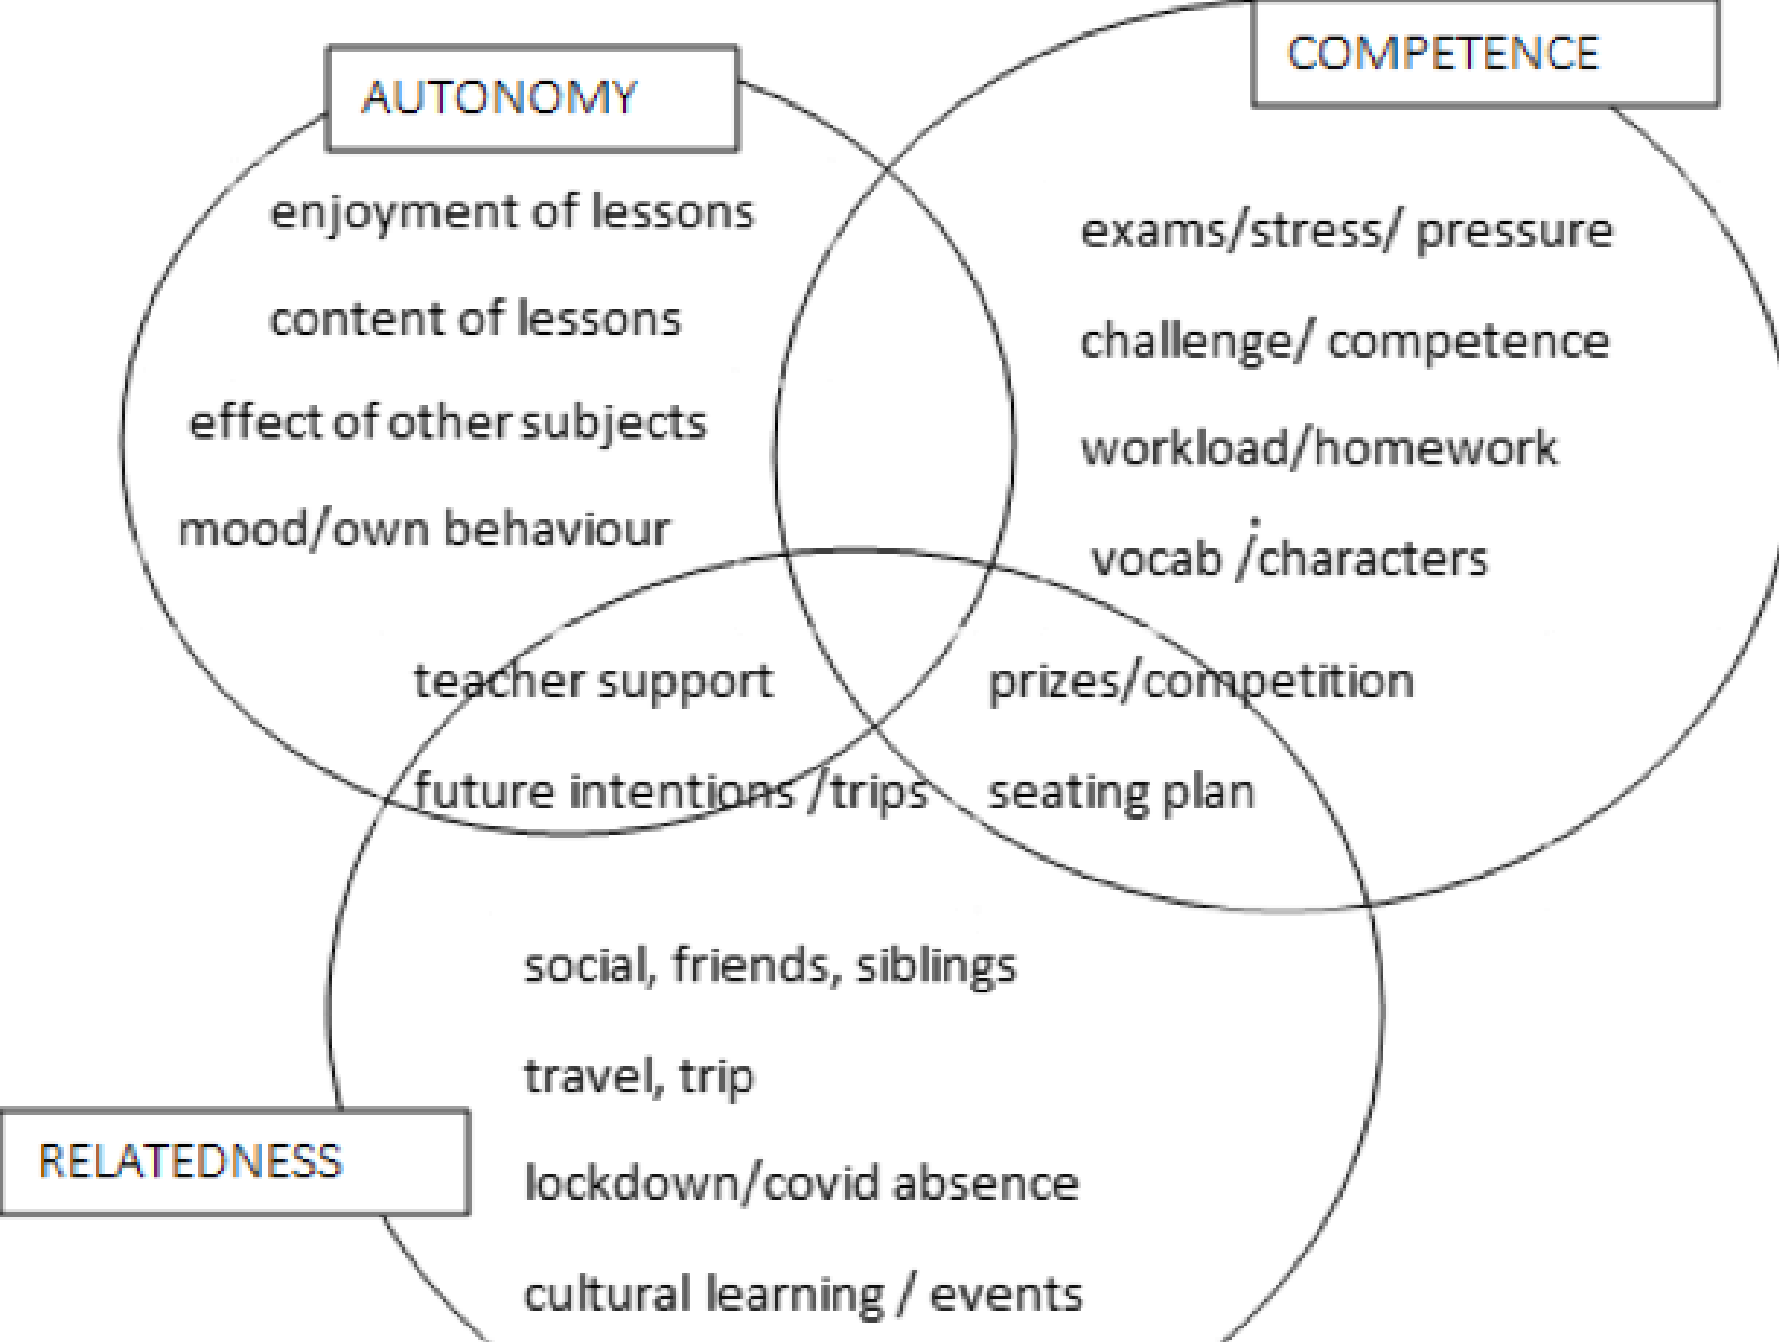 AUTONOMY
enjoyment of lessons
content of lessons
effect of other subjects
mood/own behaviour
COMPETENCE
exams/stress/ pressure
challenge/ competence
workload/homework
vocab /characters
teacher support
future intentions /trips
prizes/competition
seating plan
RELATEDNESS
social, friends, siblings
travel, trip
lockdown/covid absence
cultural learning / events